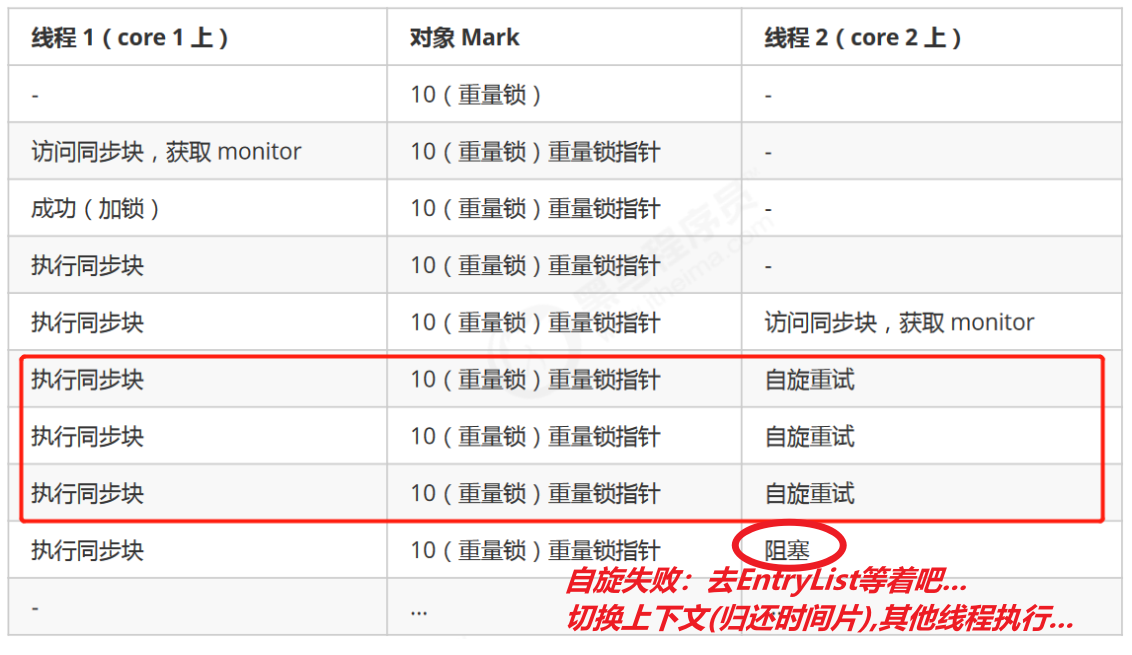 线程 1（core 1 上） 对象 Mark 线程 2（core 2 上）
- 10（重量锁） -
访问同步块，获取 monitor 10（重量锁）重量锁指针 -
成功（加锁） 10（重量锁）重量锁指针 -
执行同步块 10（重量锁）重量锁指针 -
执行同步块 10（重量锁）重量锁指针 访问同步块，获取 monitor
执行同步块 10（重量锁）重量锁指针 自旋重试
执行同步块 10（重量锁）重量锁指针 自旋重试
执行同步块 10（重量锁）重量锁指针 自旋重试
执行同步块 10（重量锁）重量锁指针 阻塞
自旋失败：去EntryList等着吧...
- ...
切换上下文(归还时间片),其他线程执行...
黑马程序员
itheima.com